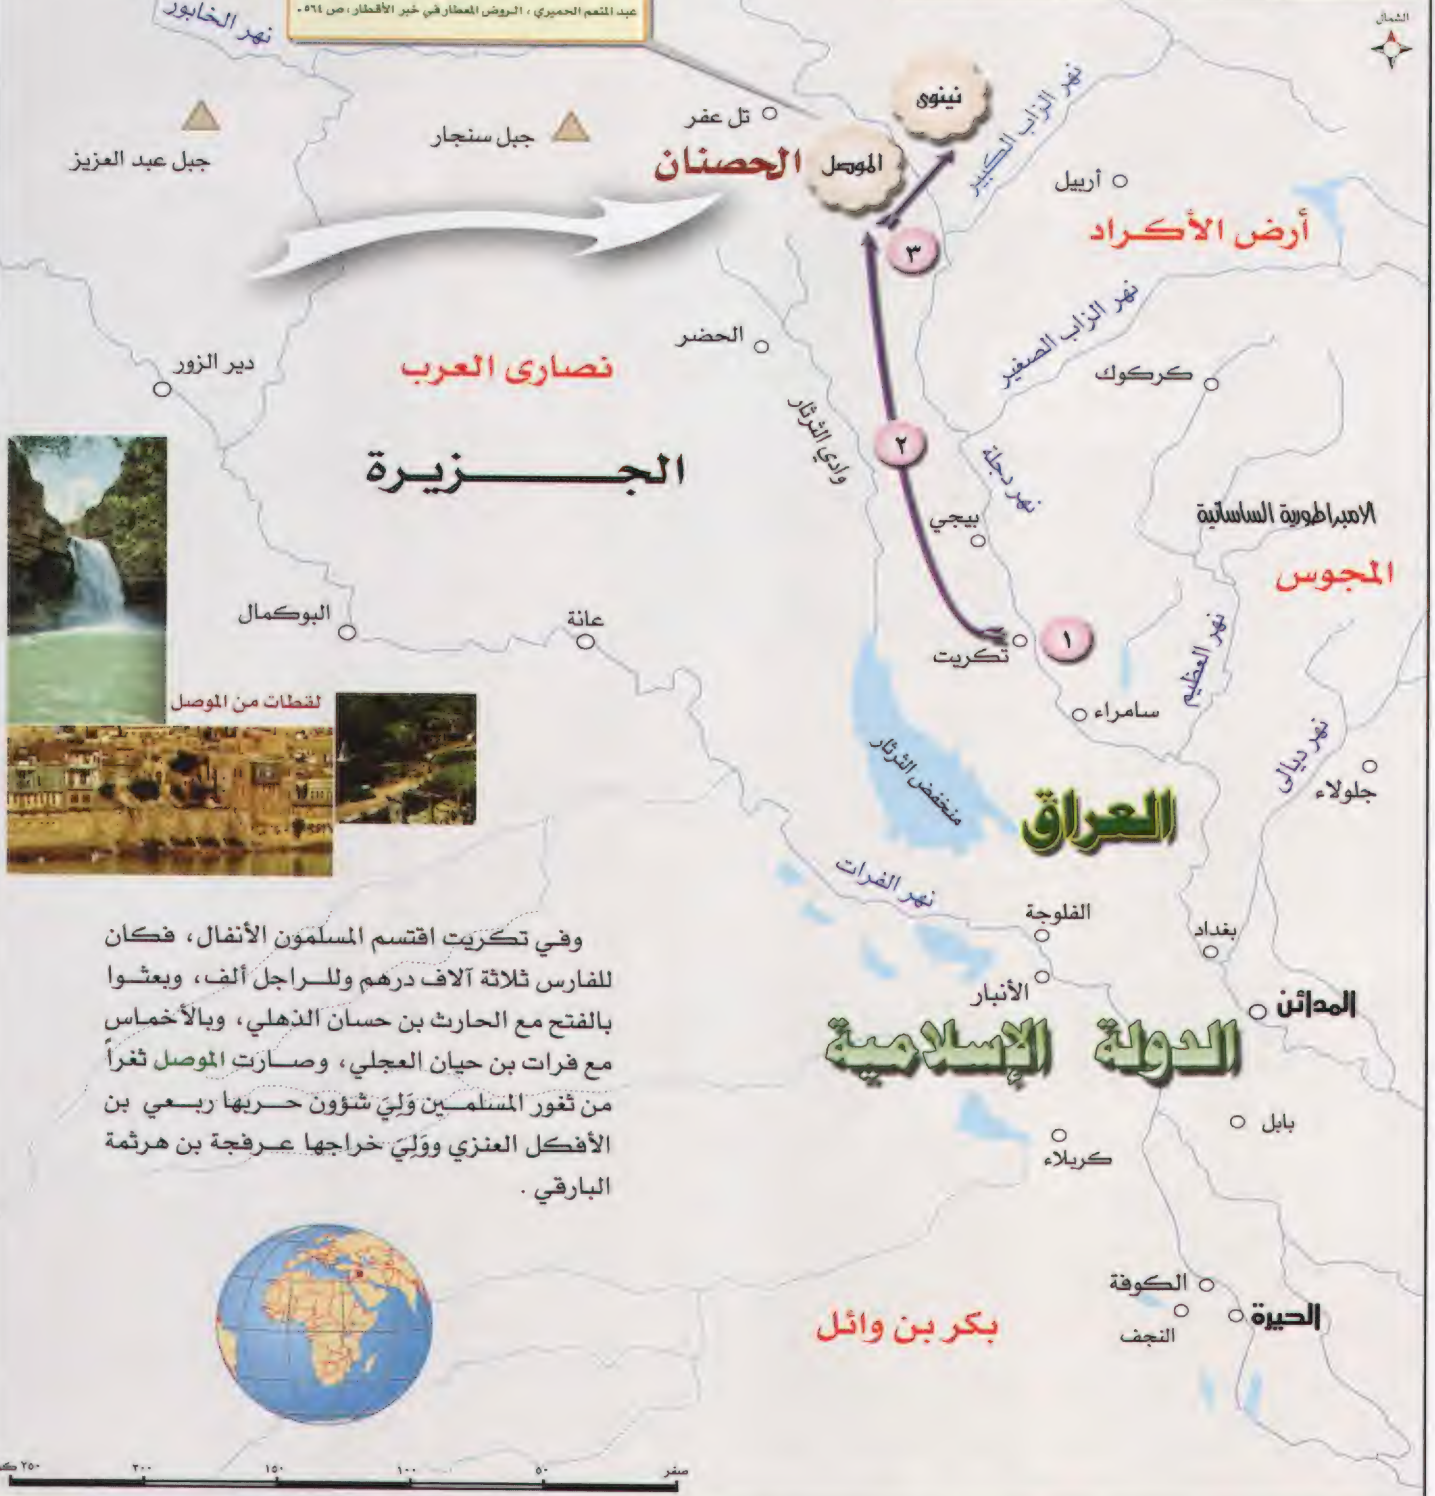 عبد المنعم الحميري ، الروض المعطار في خبر الأقطار ، ص ٥٦٤ .
الشمال
نهر الخابور
نينوى
نهر الزاب الكبير
تل عفر
جبل سنجار
جبل عبد العزيز
الموصل
الحصنان
أربيل
أرض الأكراد
٣
نهر الزاب الصغير
الحضر
دير الزور
نصارى العرب
كركوك
وادي الثرثار
٢
نهر دجلة
الجزيرة
بيجي
الامبراطورية الساسانية
المجوس
البوكمال
عانة
تكريت
١
نهر العظيم
لقطات من الموصل
سامراء
نهر ديالى
منخفض الثرثار
جلولاء
العراق
نهر الفرات
الفلوجة
بغداد
الأنبار
المدائن
الدولة الإسلامية
وفي تكريت اقتسم المسلمون الأنفال، فكان
للفارس ثلاثة آلاف درهم وللراجل ألف، وبعثوا
بالفتح مع الحارث بن حسان الذهلي، وبالأخماس
مع فرات بن حيان العجلي، وصارت الموصل ثغراً
من ثغور المسلمين وَلِيَ شؤون حربها ربعي بن
الأفكل العنزي ووَلِيَ خراجها عرفجة بن هرثمة
البارقي .
بابل
كربلاء
الكوفة
الحيرة
النجف
بكر بن وائل
صفر
٥٠
١٠٠
١٥٠
٢٠٠
٢٥٠